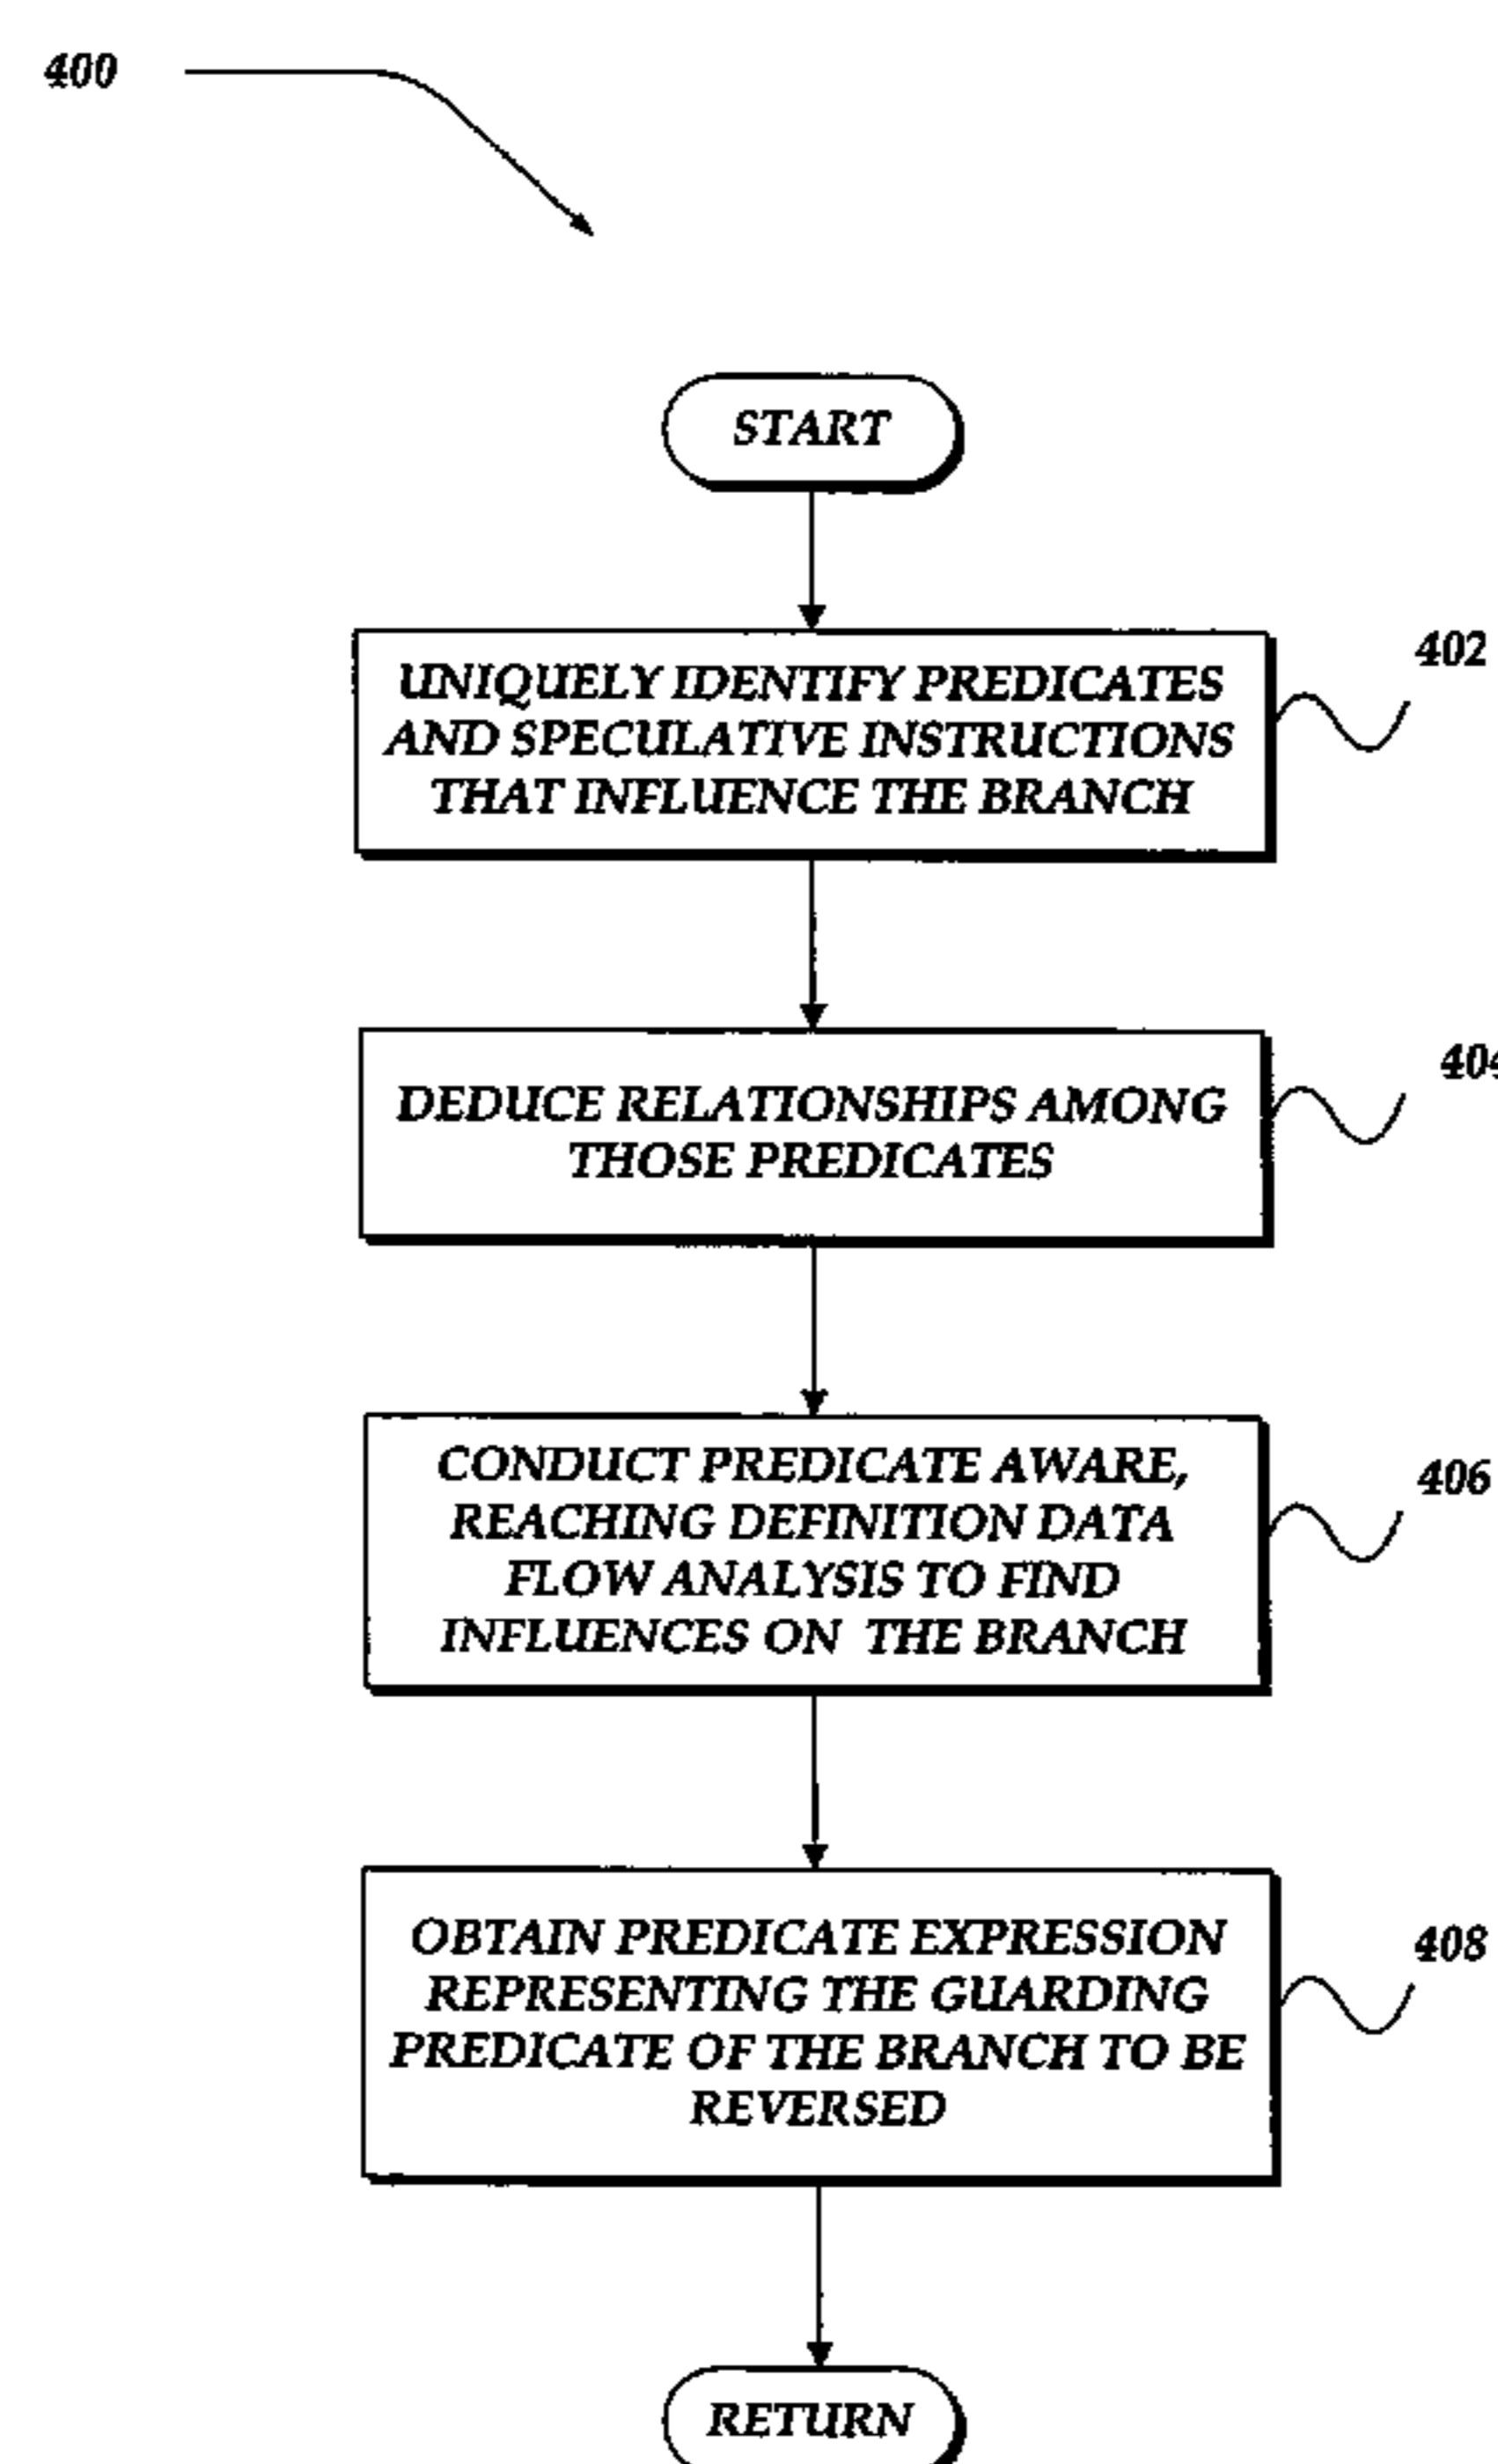 400
START
UNIQUELY IDENTIFY PREDICATES
AND SPECULATIVE INSTRUCTIONS
THAT INFLUENCE THE BRANCH
402
DEDUCE RELATIONSHIPS AMONG
THOSE PREDICATES
404
CONDUCT PREDICATE AWARE,
REACHING DEFINITION DATA
FLOW ANALYSIS TO FIND
INFLUENCES ON THE BRANCH
406
OBTAIN PREDICATE EXPRESSION
REPRESENTING THE GUARDING
PREDICATE OF THE BRANCH TO BE
REVERSED
408
RETURN